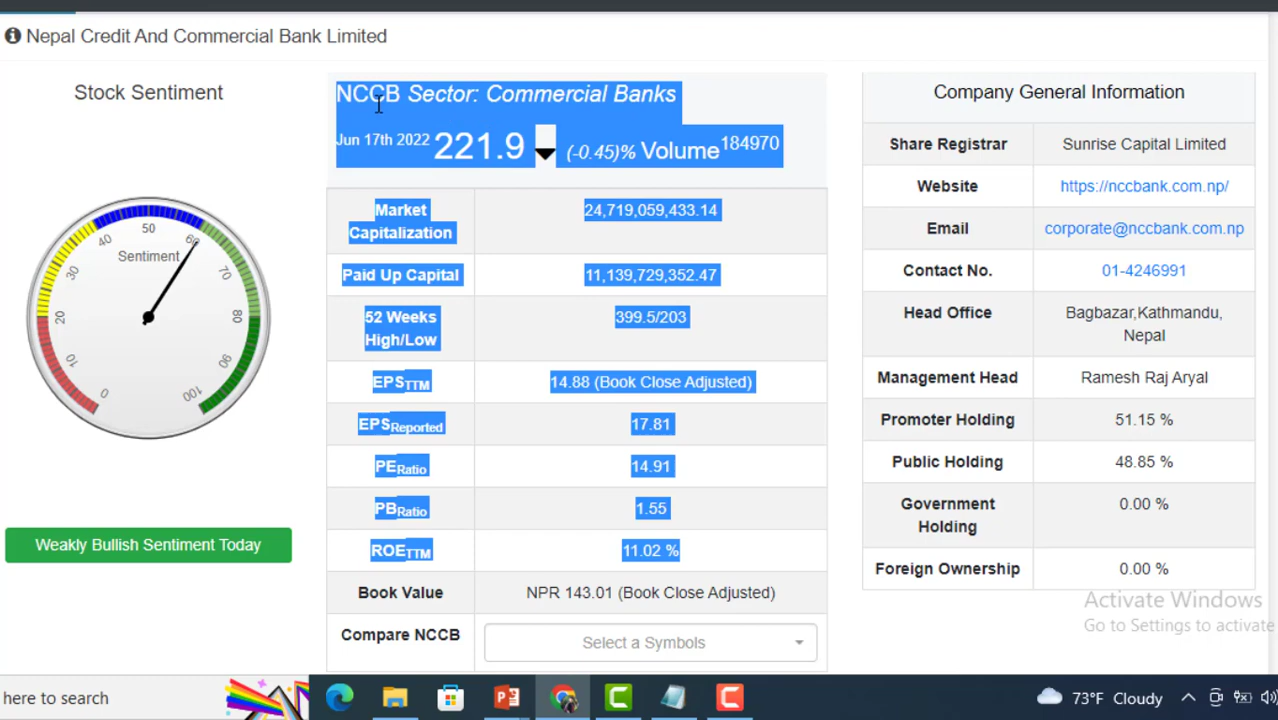 Nepal Credit And Commercial Bank Limited
Stock Sentiment
0
10
20
30
40
50
60
70
80
90
100
Sentiment
Weakly Bullish Sentiment Today
NCCB Sector: Commercial Banks
Jun 17th 2022 221.9 (-0.45)% Volume 184970
Market Capitalization 24,719,059,433.14
Paid Up Capital 11,139,729,352.47
52 Weeks High/Low 399.5/203
EPSTTM 14.88 (Book Close Adjusted)
EPSReported 17.81
PERatio 14.91
PBRatio 1.55
ROETTM 11.02 %
Book Value NPR 143.01 (Book Close Adjusted)
Compare NCCB Select a Symbols
Company General Information
Share Registrar Sunrise Capital Limited
Website https://nccbank.com.np/
Email corporate@nccbank.com.np
Contact No. 01-4246991
Head Office Bagbazar,Kathmandu, Nepal
Management Head Ramesh Raj Aryal
Promoter Holding 51.15 %
Public Holding 48.85 %
Government Holding 0.00 %
Foreign Ownership 0.00 %
Activate Windows
Go to Settings to activate
here to search
73°F Cloudy